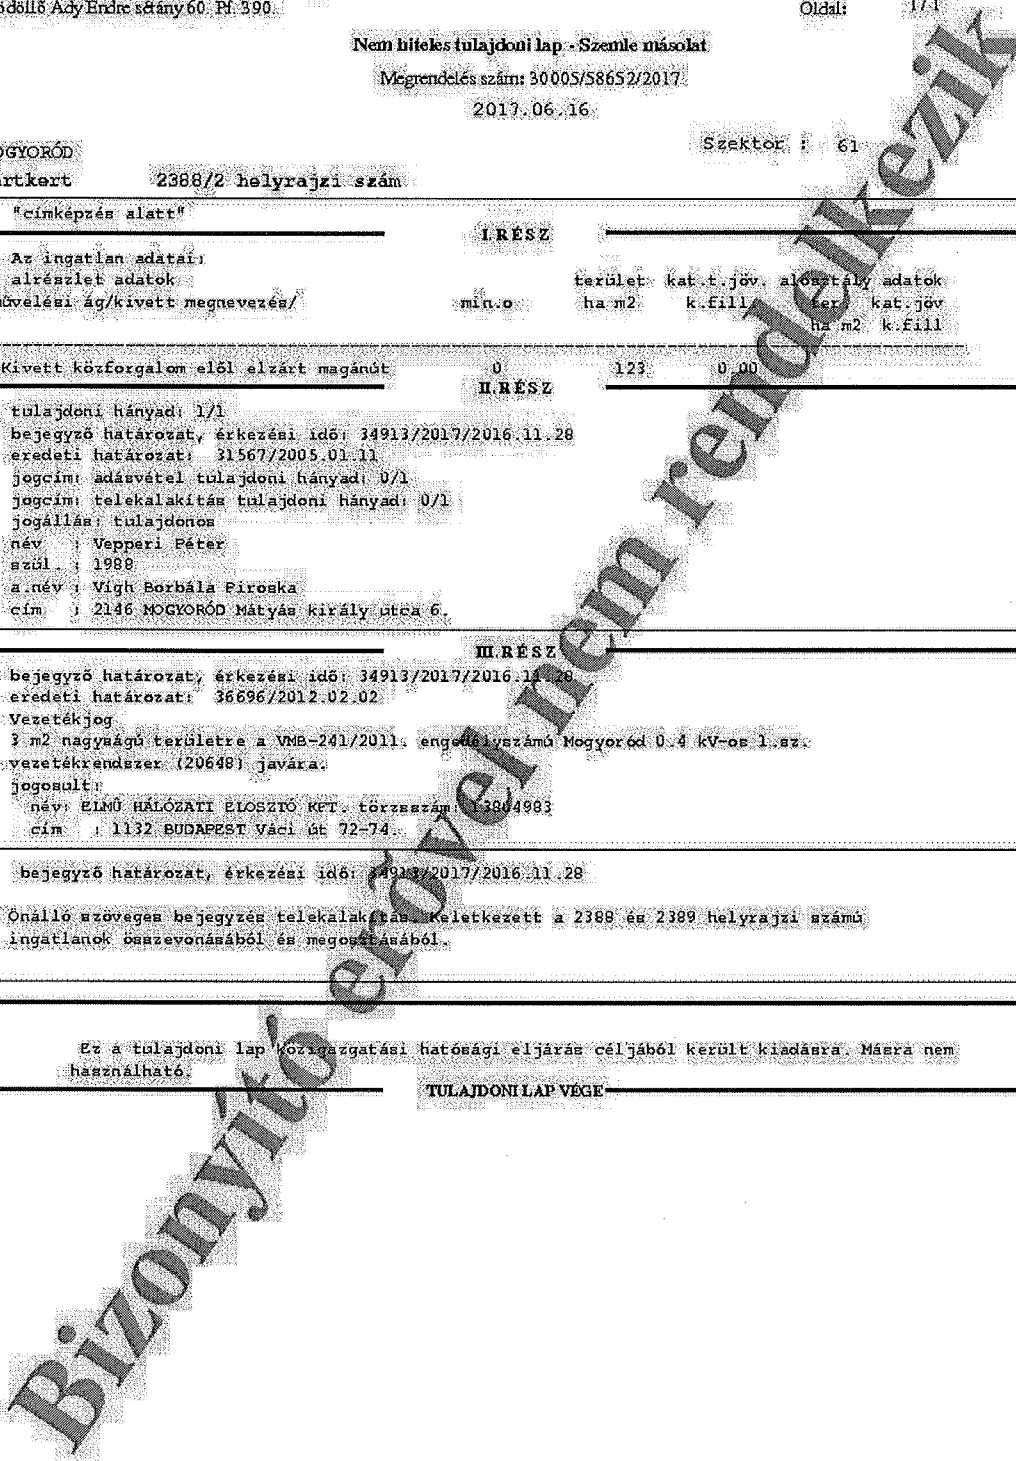 ödöllő Ady Endre sétány 60. Pf. 390.
Oldal: 1/1
Nem hiteles tulajdoni lap - Szemle másolat
Megrendelés szám: 30005/58652/2017
2017.06.16
OGYORÓD
Szektor : 61
ártkert 2388/2 helyrajzi szám
"címképzés alatt"
I.RÉSZ
Az ingatlan adatai:
alrészlet adatok terület kat.t.jöv. alosztály adatok
művelési ág/kivett megnevezés/ min.o ha m2 k.fill. ter. kat.jöv
ha m2 k.fill
Kivett közforgalom elől elzárt magánút 0 123 0.00
II.RÉSZ
tulajdoni hányad: 1/1
bejegyző határozat, érkezési idő: 34913/2017/2016.11.28
eredeti határozat: 31567/2005.01.11
jogcím: adásvétel tulajdoni hányad: 0/1
jogcím: telekalakítás tulajdoni hányad: 0/1
jogállás: tulajdonos
név : Vepperi Péter
szül. : 1988
a.név : Vígh Borbála Piroska
cím : 2146 MOGYORÓD Mátyás király utca 6.
III.RÉSZ
bejegyző határozat, érkezési idő: 34913/2017/2016.11.28
eredeti határozat: 36696/2012.02.02
Vezetékjog
3 m2 nagyságú területre a VMB-241/2011. engedélyszámú Mogyoród 0.4 kV-os 1.sz.
vezetékrendszer (20648) javára.
jogosult:
név: ELMŰ HÁLÓZATI ELOSZTÓ KFT. törzsszám: 13804983
cím : 1132 BUDAPEST Váci út 72-74.
bejegyző határozat, érkezési idő: 34913/2017/2016.11.28
Önálló szöveges bejegyzés telekalakítás. Keletkezett a 2388 és 2389 helyrajzi számú
ingatlanok összevonásából és megosztásából.
Ez a tulajdoni lap közigazgatási hatósági eljárás céljából került kiadásra. Másra nem
használható.
TULAJDONI LAP VÉGE
Bizonyító erővel nem rendelkezik